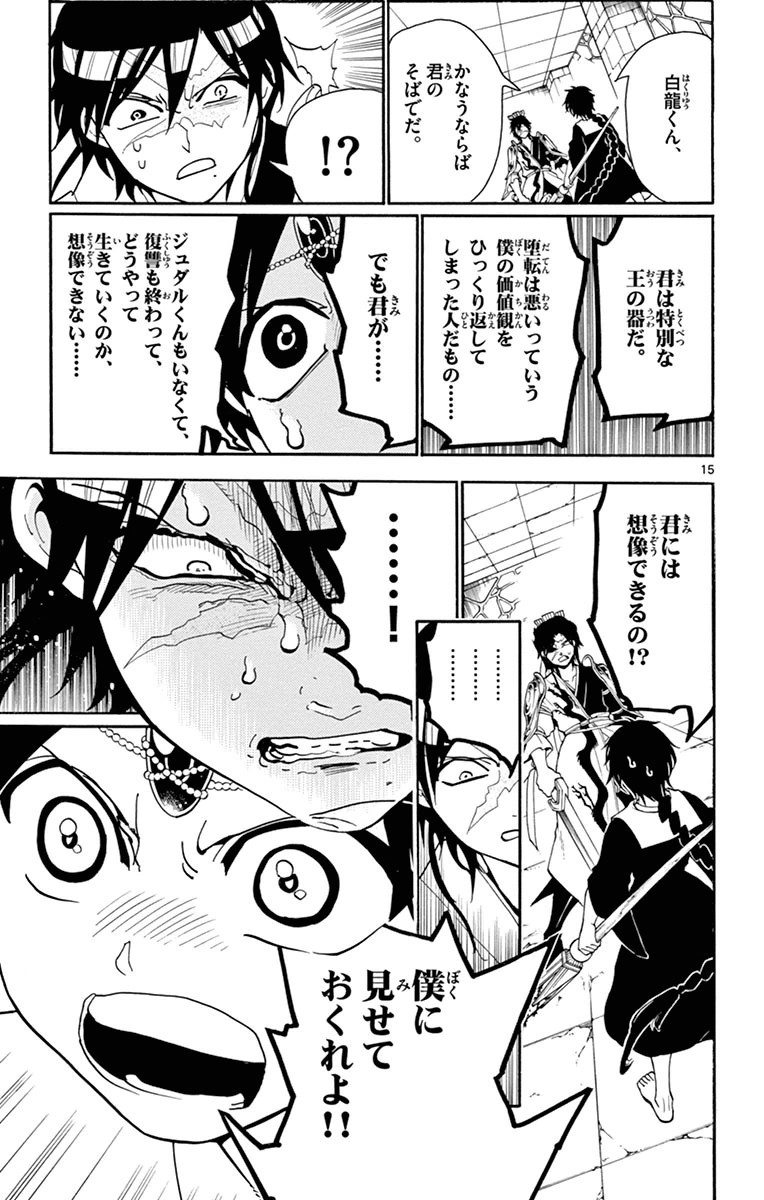 白龍くん、
かなうならば
君の
そばでだ。
!?
君は特別な
王の器だ。
堕転は悪いっていう
僕の価値観を
ひっくり返して
しまった人だもの……
でも君が……
ジュダルくんもいなくて、
復讐も終わって、
どうやって
生きていくのか、
想像できない……
15
君には
想像できるの!?
………
………
………!
僕に
見せて
おくれよ!!